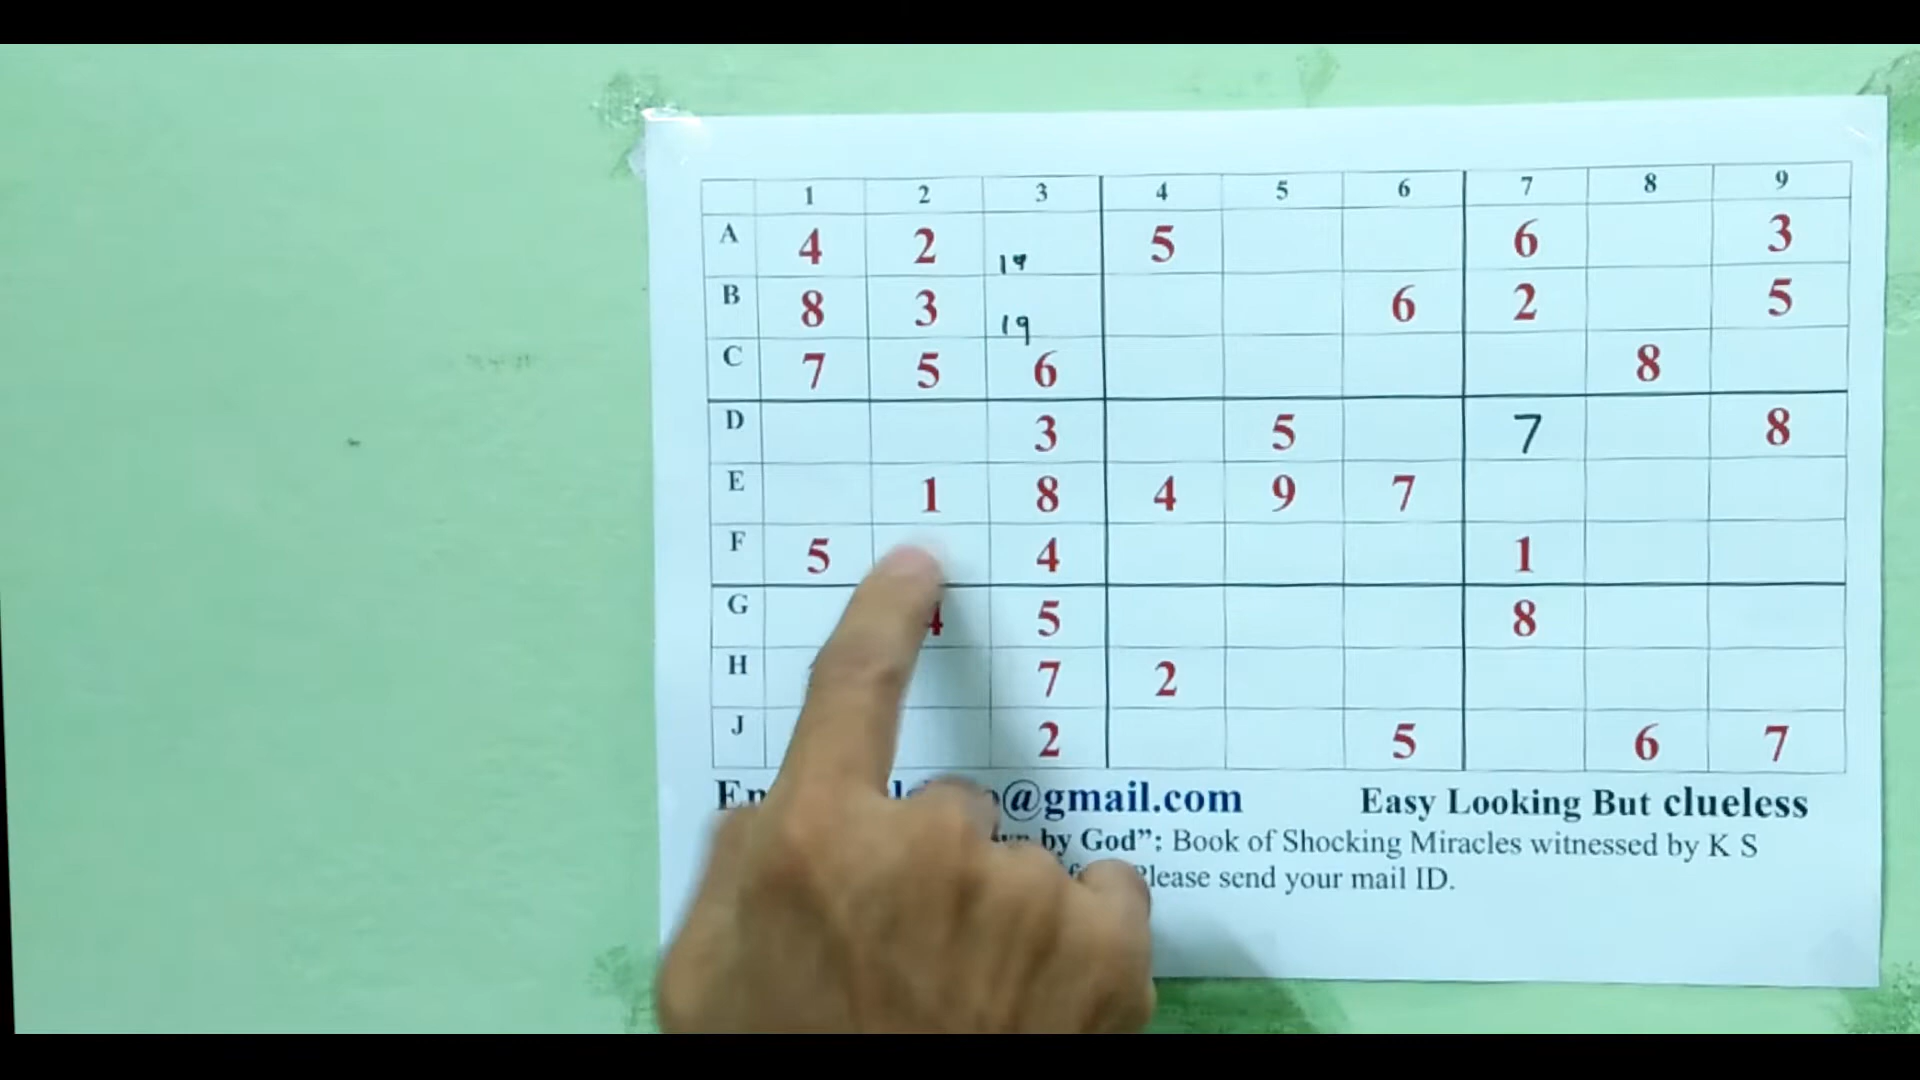 1 2 3 4 5 6 7 8 9
A 4 2 19 5 6 3
B 8 3 19 6 2 5
C 7 5 6 8
D 3 5 7 8
E 1 8 4 9 7
F 5 4 1
G 4 5 8
H 7 2
J 2 5 6 7
@gmail.com Easy Looking But clueless
by God”: Book of Shocking Miracles witnessed by K S
Please send your mail ID.